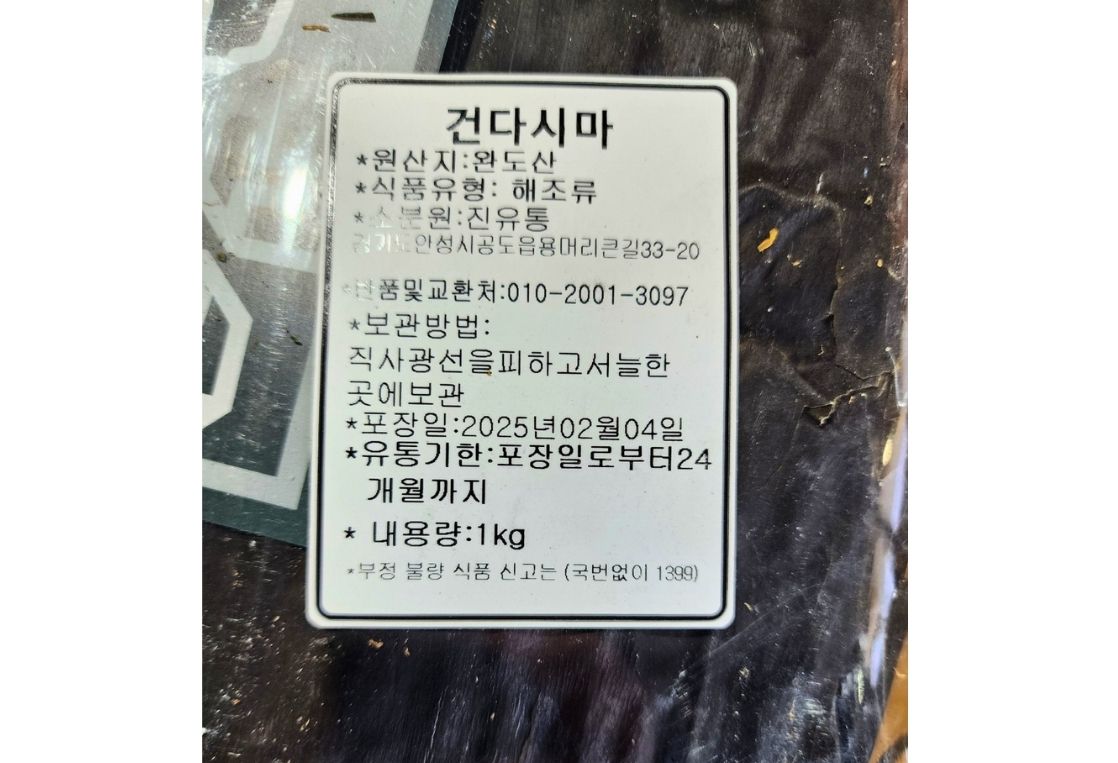 건다시마
*원산지:완도산
*식품유형: 해조류
*소분원:진유통
경기도안성시공도읍용머리큰길33-20
*반품및교환처:010-2001-3097
*보관방법:
직사광선을피하고서늘한
곳에보관
*포장일:2025년02월04일
*유통기한:포장일로부터24
개월까지
* 내용량:1kg
*부정 불량 식품 신고는 (국번없이 1399)